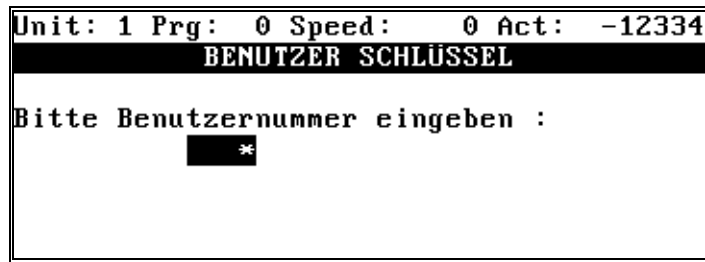 Unit: 1 Prg: 0 Speed: 0 Act: -12334
BENUTZER SCHLÜSSEL
Bitte Benutzernummer eingeben :
*